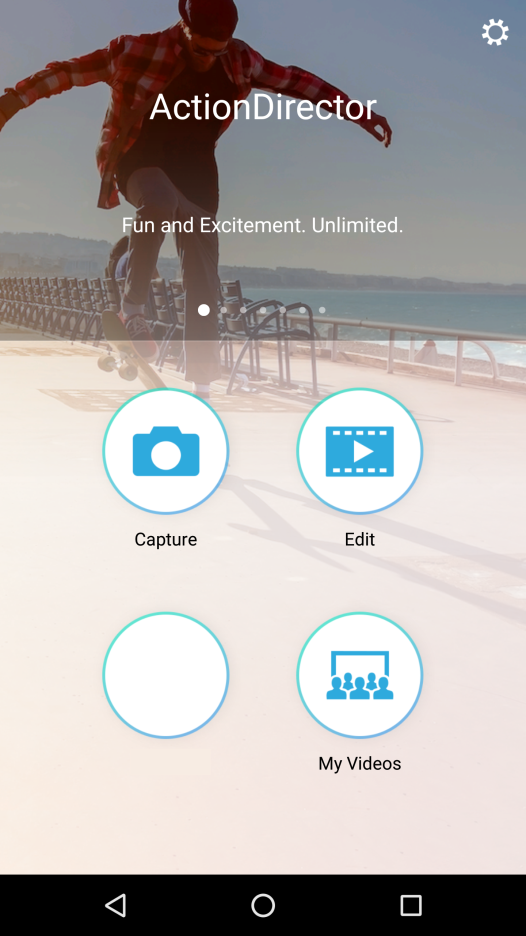 ActionDirector
Fun and Excitement. Unlimited.
Capture
Edit
My Videos